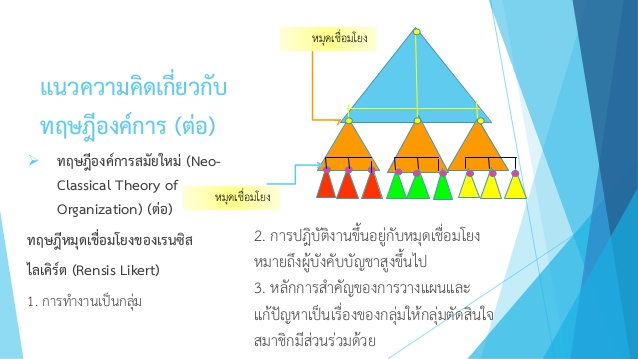 แนวความคิดเกี่ยวกับ
ทฤษฎีองค์การ (ต่อ)
ทฤษฎีองค์การสมัยใหม่ (Neo-
Classical Theory of
Organization) (ต่อ)
ทฤษฎีหมุดเชื่อมโยงของเรนซิส
ไลเคิร์ต (Rensis Likert)
1. การทำงานเป็นกลุ่ม
หมุดเชื่อมโยง
หมุดเชื่อมโยง
2. การปฎิบัติงานขึ้นอยู่กับหมุดเชื่อมโยง
หมายถึงผู้บังคับบัญชาสูงขึ้นไป
3. หลักการสำคัญของการวางแผนและ
แก้ปัญหาเป็นเรื่องของกลุ่มให้กลุ่มตัดสินใจ
สมาชิกมีส่วนร่วมด้วย